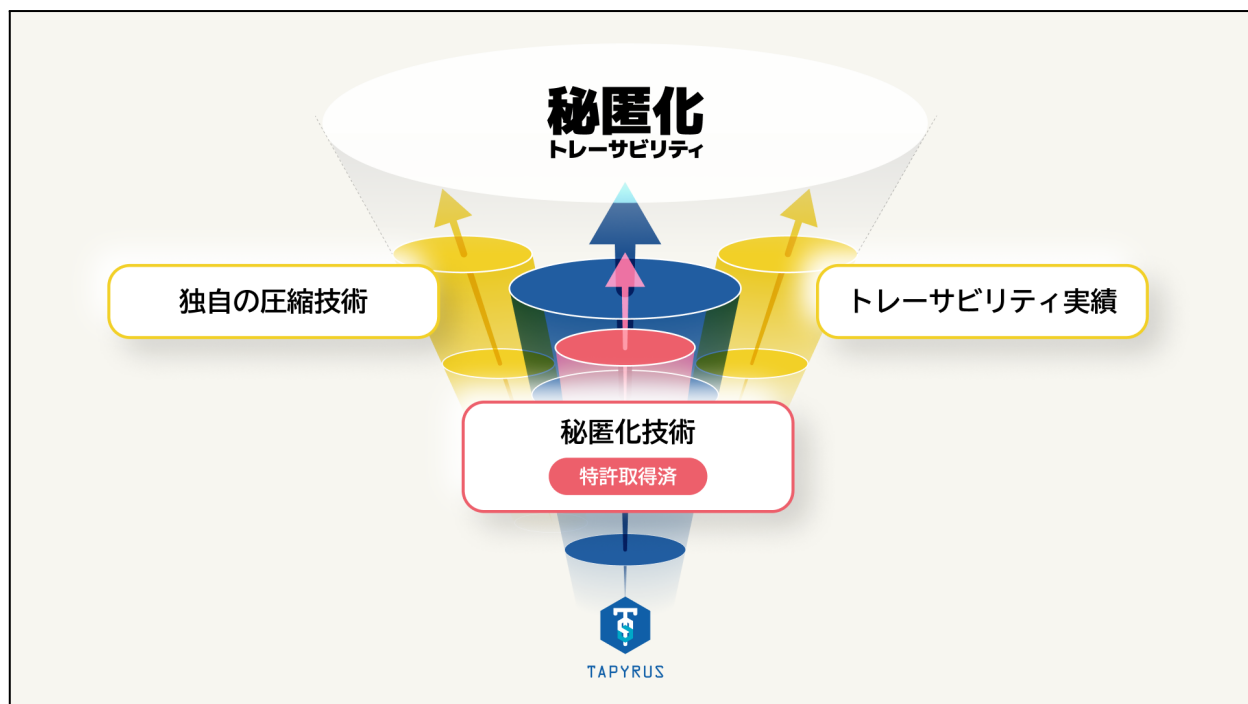 秘匿化
トレーサビリティ
独自の圧縮技術
トレーサビリティ実績
秘匿化技術
特許取得済
TAPYRUS